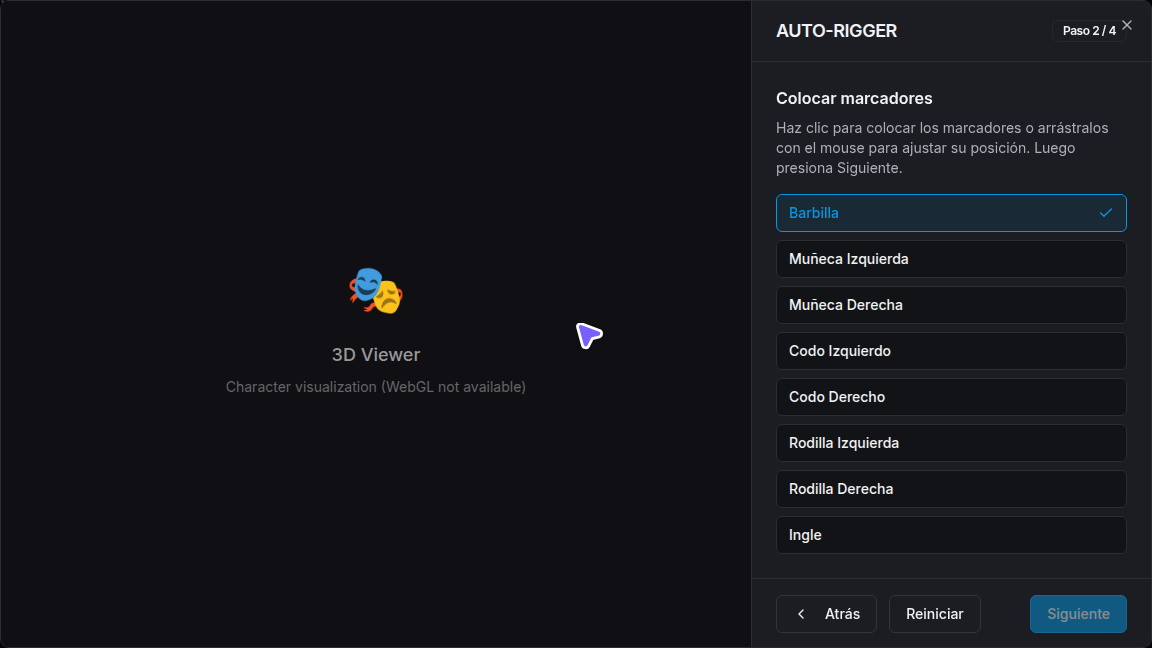 AUTO-RIGGER
Paso 2 / 4
Colocar marcadores
Haz clic para colocar los marcadores o arrástralos
con el mouse para ajustar su posición. Luego
presiona Siguiente.
Barbilla
Muñeca Izquierda
Muñeca Derecha
Codo Izquierdo
Codo Derecho
Rodilla Izquierda
Rodilla Derecha
Ingle
Atrás
Reiniciar
Siguiente
3D Viewer
Character visualization (WebGL not available)